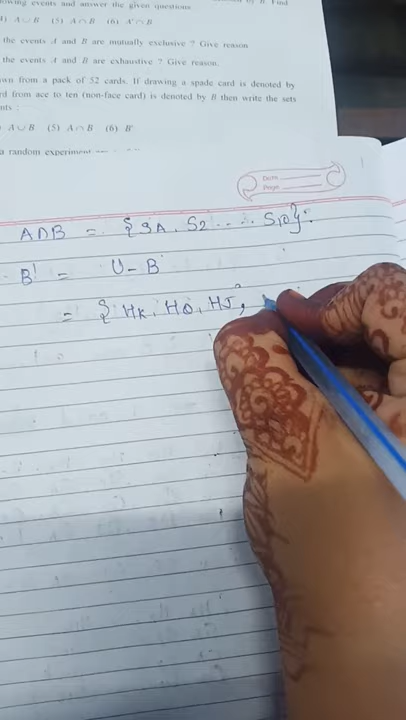 owing events and answer the given questions
A ∪ B (5) A ∩ B (6) A' ∩ B
the events A and B are mutually exclusive ? Give reason
the events A and B are exhaustive ? Give reason.
wn from a pack of 52 cards. If drawing a spade card is denoted by
rd from ace to ten (non-face card) is denoted by B then write the sets
nts :
A ∪ B (5) A ∩ B (6) B'
a random experiment
Date
Page
A∩B = {SA, S2 .... S10}.
B' = U - B
= { HK, HQ, HJ,